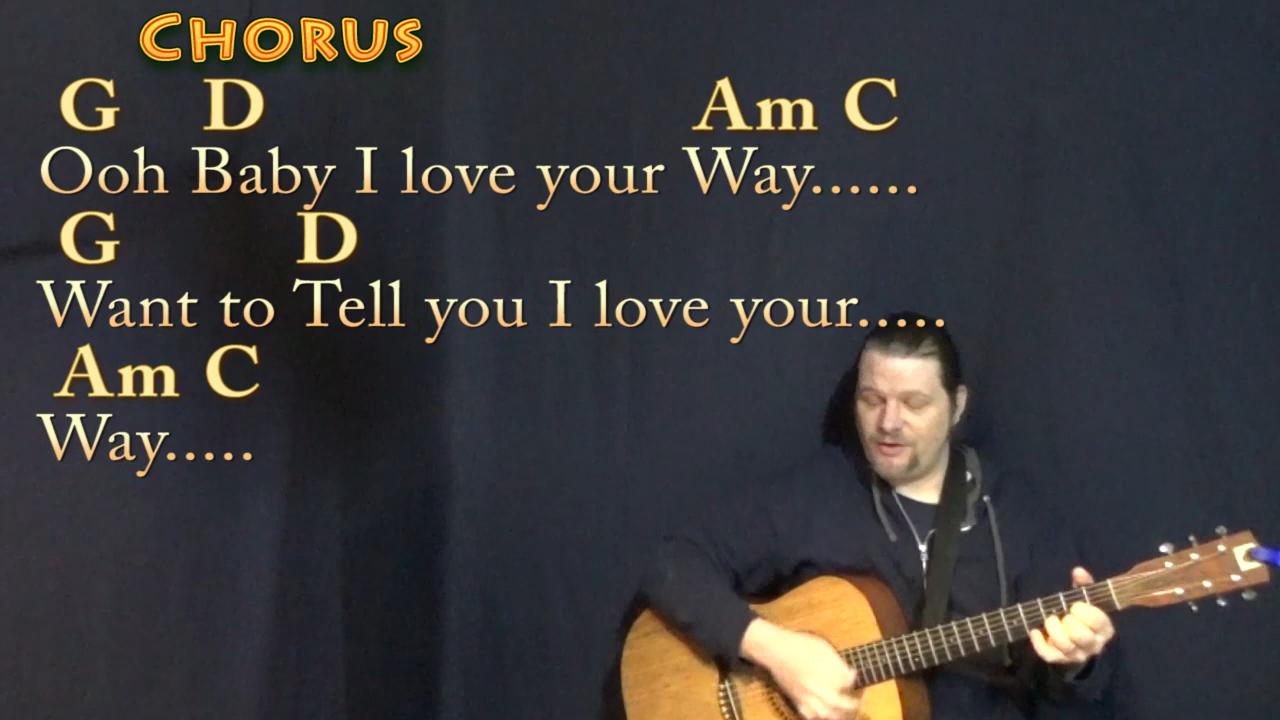 CHORUS
G D Am C
Ooh Baby I love your Way......
G D
Want to Tell you I love your.....
Am C
Way.....